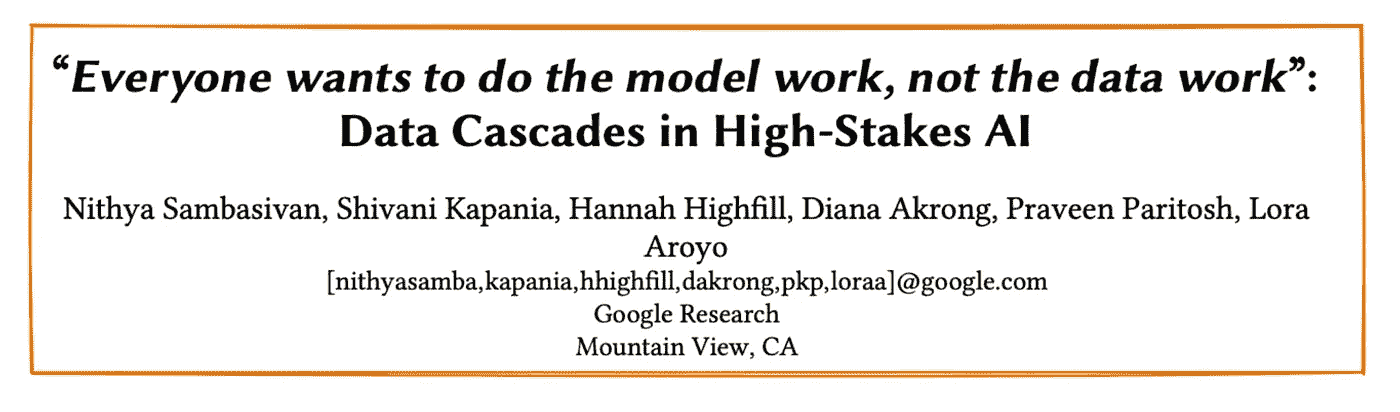 “Everyone wants to do the model work, not the data work”:
Data Cascades in High-Stakes AI
Nithya Sambasivan, Shivani Kapania, Hannah Highfill, Diana Akrong, Praveen Paritosh, Lora
Aroyo
[nithyasamba,kapania,hhighfill,dakrong,pkp,loraa]@google.com
Google Research
Mountain View, CA